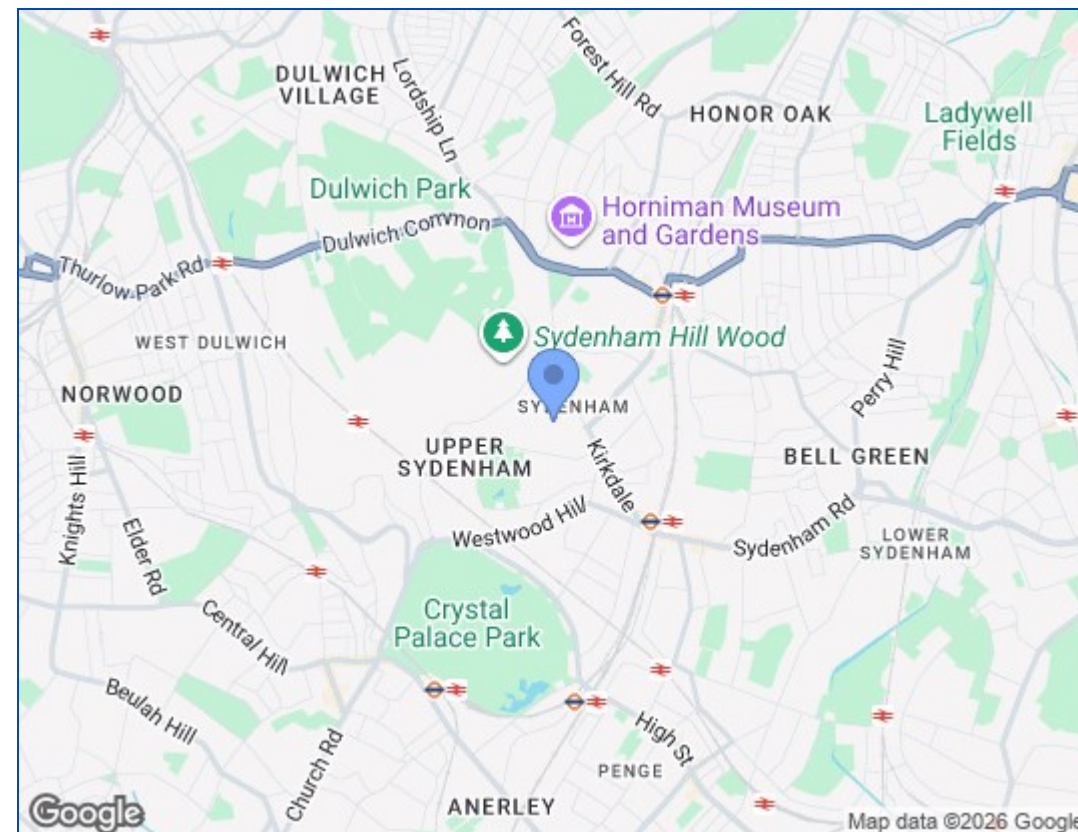 DULWICH
VILLAGE
Lordship Ln
Forest Hill Rd
HONOR OAK
Ladywell
Fields
Dulwich Park
Horniman Museum
and Gardens
Dulwich Common
Thurlow Park Rd
WEST DULWICH
Sydenham Hill Wood
NORWOOD
SYDENHAM
Perry Hill
UPPER
SYDENHAM
Kirkdale
BELL GREEN
Knights Hill
Elder Rd
Westwood Hill
Sydenham Rd
LOWER
SYDENHAM
Central Hill
Crystal
Palace Park
Beulah Hill
Church Rd
High St
PENGE
ANERLEY
Google
Map data ©2026 Google